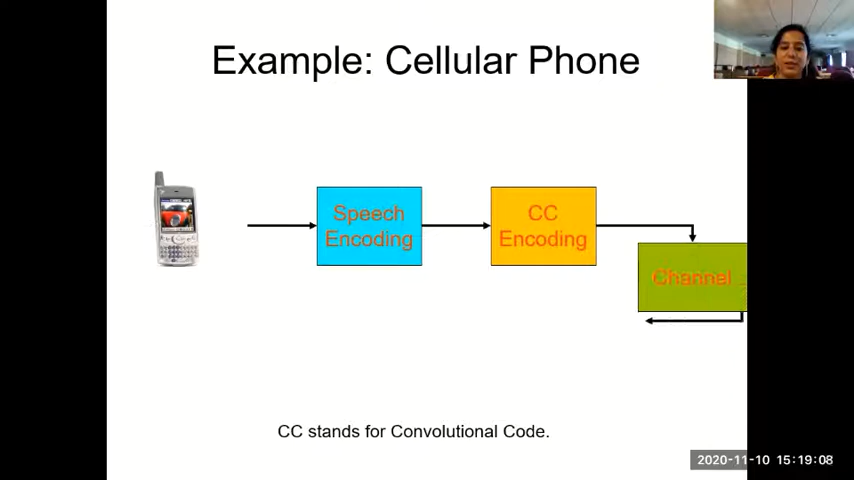 Example: Cellular Phone
Speech
Encoding
CC
Encoding
Channel
CC stands for Convolutional Code.
2020-11-10 15:19:08